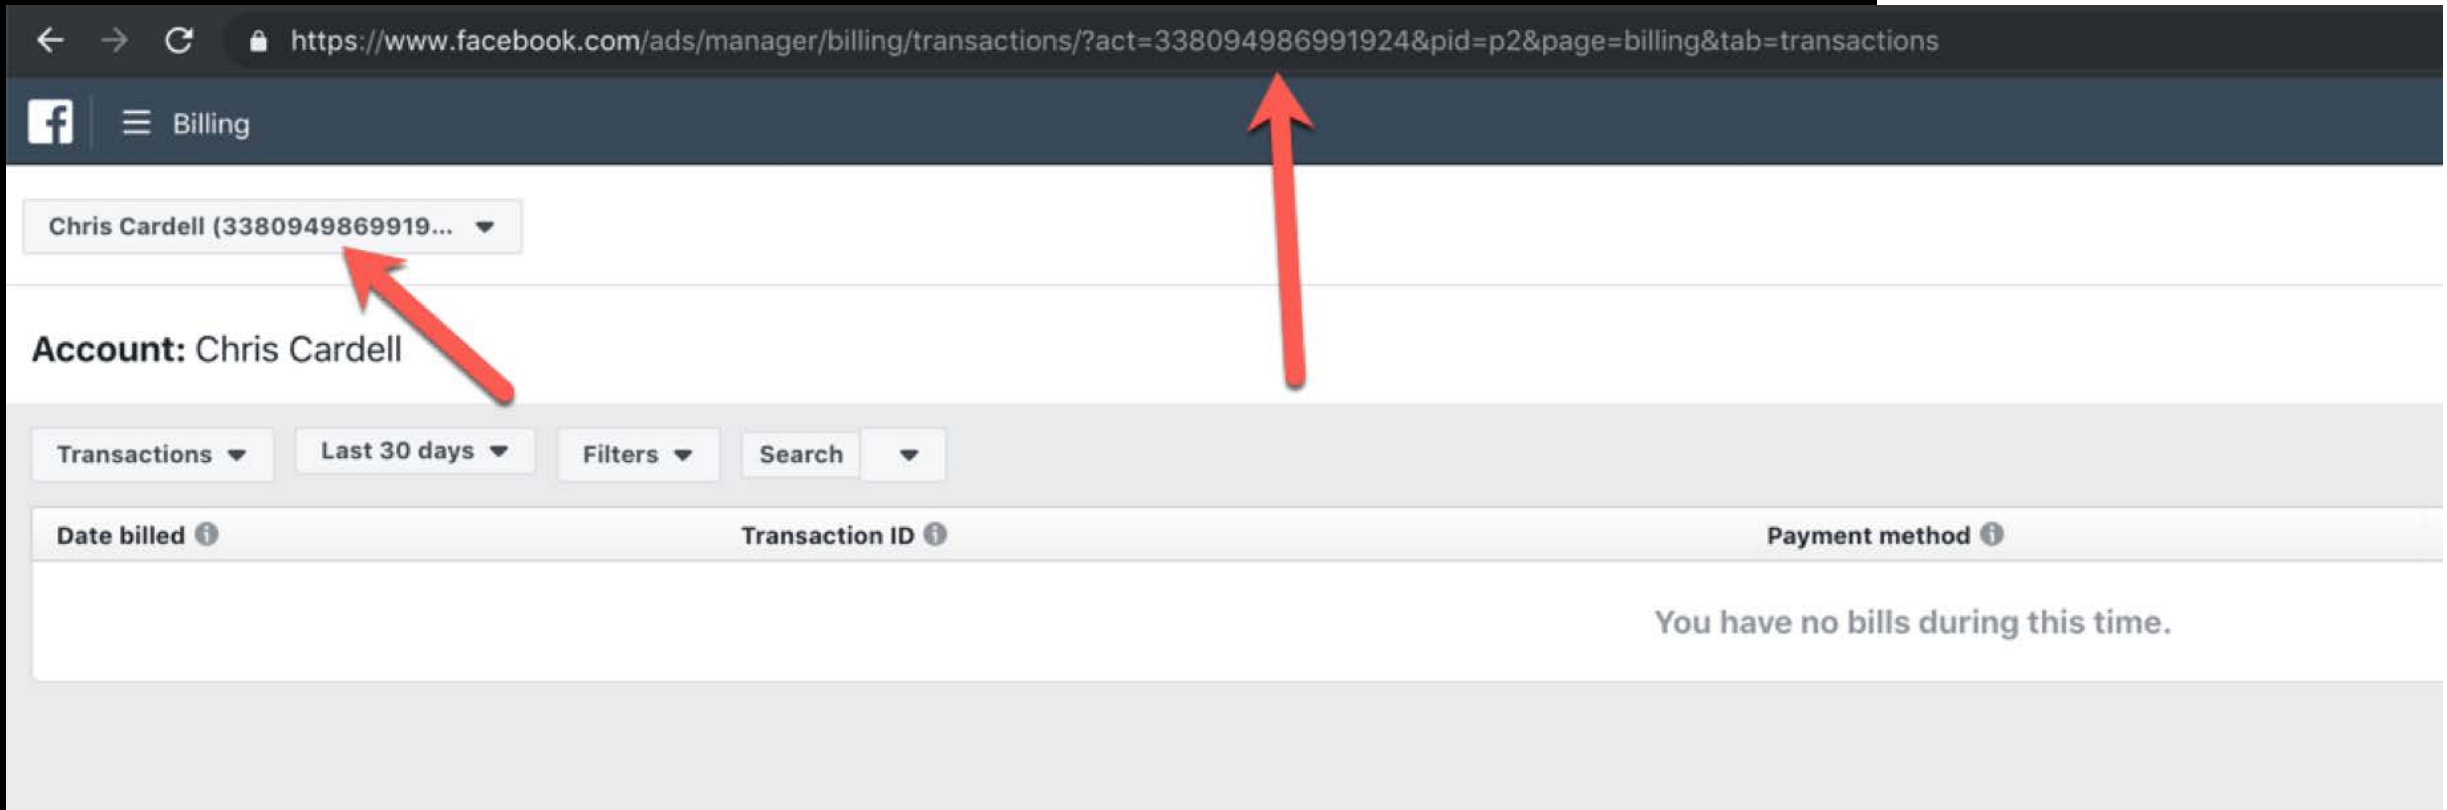 https://www.facebook.com/ads/manager/billing/transactions/?act=338094986991924&pid=p2&page=billing&tab=transactions
f Billing
Chris Cardell (3380949869919...
Account: Chris Cardell
Transactions Last 30 days Filters Search
Date billed Transaction ID Payment method
You have no bills during this time.